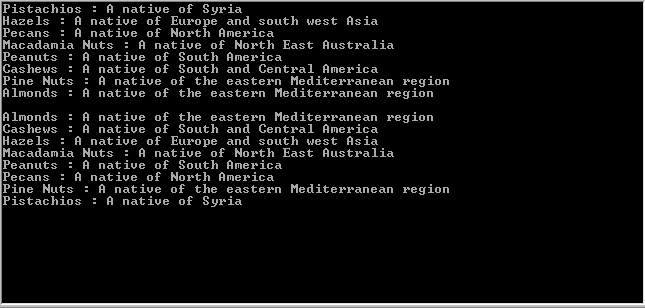 Pistachios : A native of Syria
Hazels : A native of Europe and south west Asia
Pecans : A native of North America
Macadamia Nuts : A native of North East Australia
Peanuts : A native of South America
Cashews : A native of South and Central America
Pine Nuts : A native of the eastern Mediterranean region
Almonds : A native of the eastern Mediterranean region

Almonds : A native of the eastern Mediterranean region
Cashews : A native of South and Central America
Hazels : A native of Europe and south west Asia
Macadamia Nuts : A native of North East Australia
Peanuts : A native of South America
Pecans : A native of North America
Pine Nuts : A native of the eastern Mediterranean region
Pistachios : A native of Syria